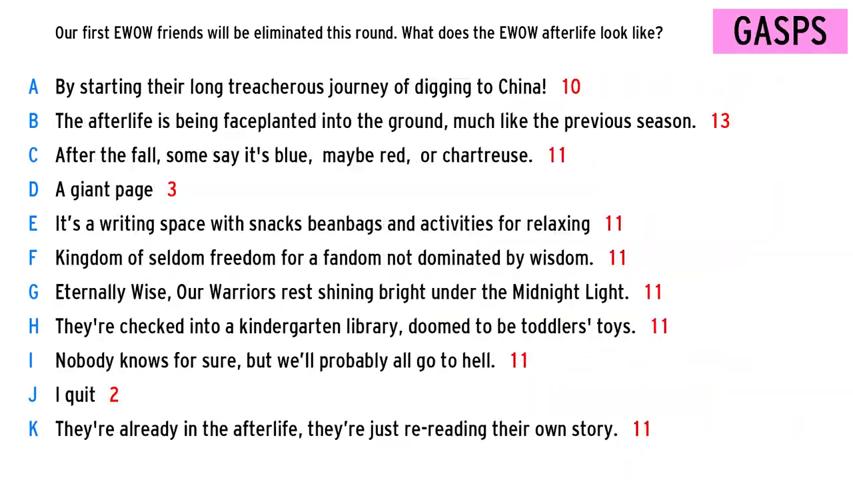 Our first EWOW friends will be eliminated this round. What does the EWOW afterlife look like?
GASPS
A By starting their long treacherous journey of digging to China! 10
B The afterlife is being faceplanted into the ground, much like the previous season. 13
C After the fall, some say it's blue, maybe red, or chartreuse. 11
D A giant page 3
E It’s a writing space with snacks beanbags and activities for relaxing 11
F Kingdom of seldom freedom for a fandom not dominated by wisdom. 11
G Eternally Wise, Our Warriors rest shining bright under the Midnight Light. 11
H They're checked into a kindergarten library, doomed to be toddlers' toys. 11
I Nobody knows for sure, but we’ll probably all go to hell. 11
J I quit 2
K They're already in the afterlife, they’re just re-reading their own story. 11